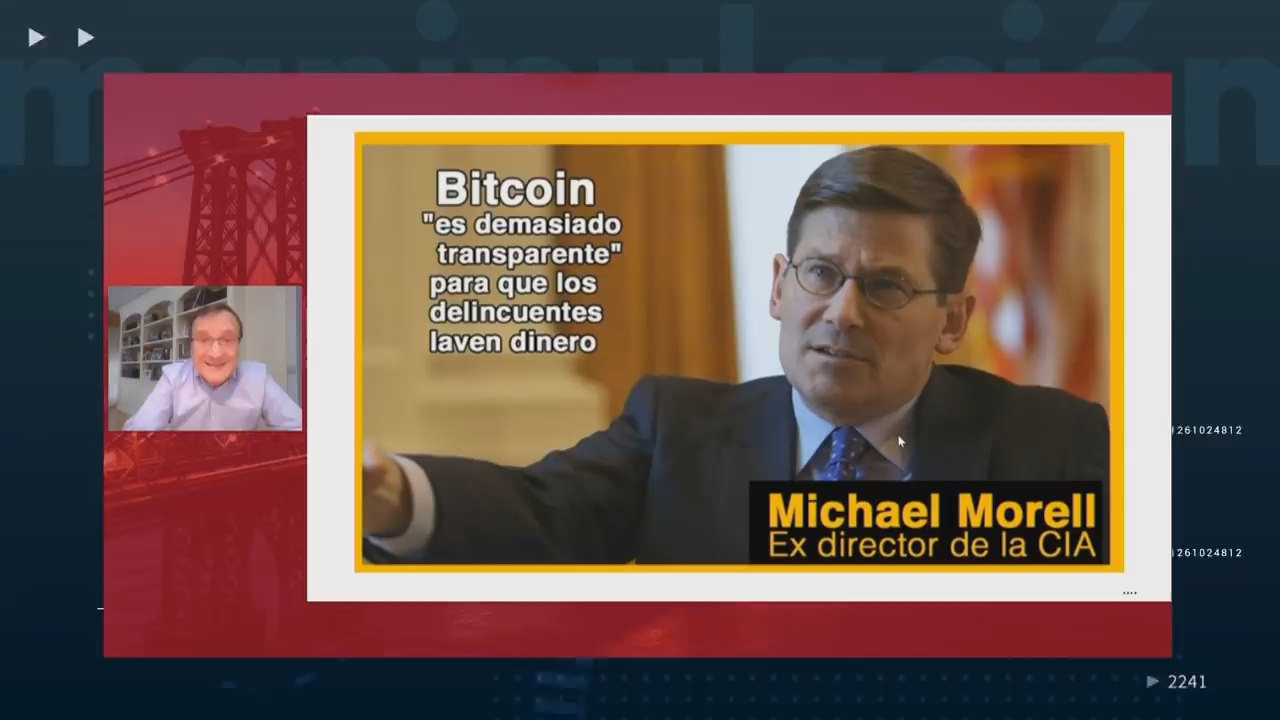 manipulación
Bitcoin
"es demasiado
transparente"
para que los
delincuentes
laven dinero
261024812
Michael Morell
Ex director de la CIA
261024812
....
2241